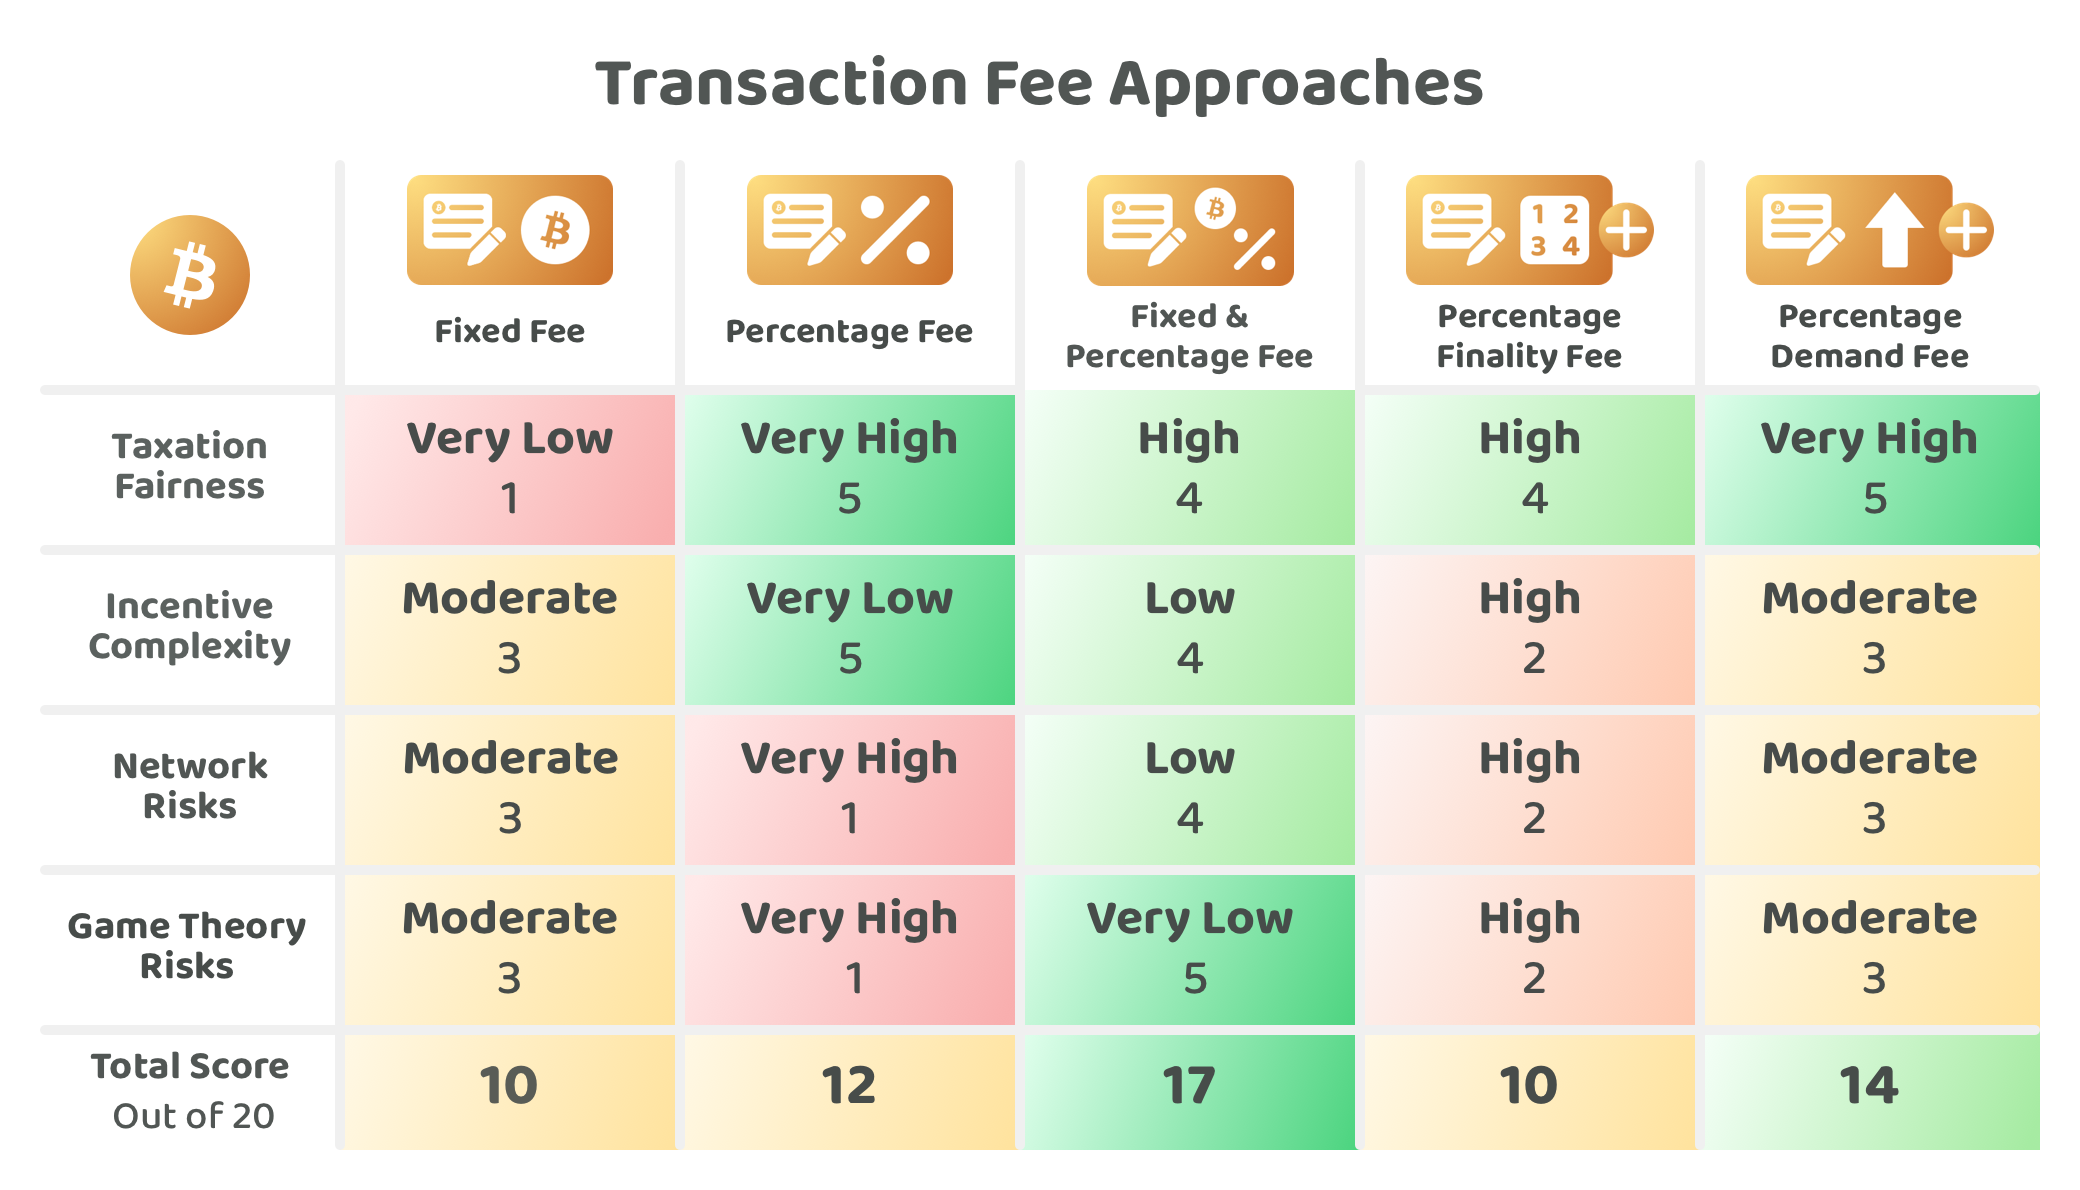 Transaction Fee Approaches
1 2
3 4
Fixed Fee
Percentage Fee
Fixed &
Percentage Fee
Percentage
Finality Fee
Percentage
Demand Fee
Taxation
Fairness
Very Low
1
Very High
5
High
4
High
4
Very High
5
Incentive
Complexity
Moderate
3
Very Low
5
Low
4
High
2
Moderate
3
Network
Risks
Moderate
3
Very High
1
Low
4
High
2
Moderate
3
Game Theory
Risks
Moderate
3
Very High
1
Very Low
5
High
2
Moderate
3
Total Score
Out of 20
10
12
17
10
14